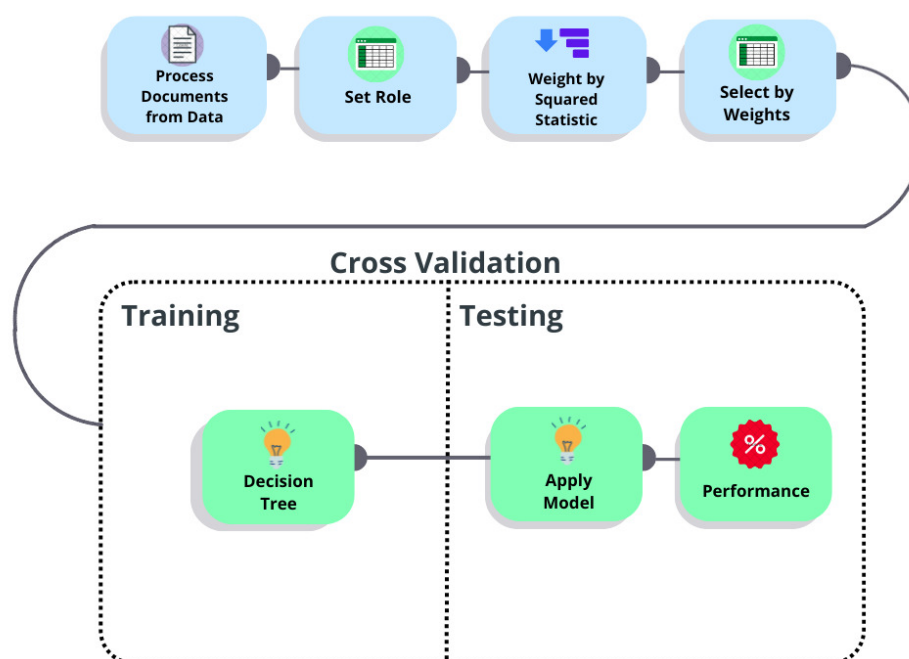 Process
Documents
from Data
Set Role
Weight by
Squared
Statistic
Select by
Weights
Cross Validation
Training
Testing
Decision
Tree
Apply
Model
%
Performance